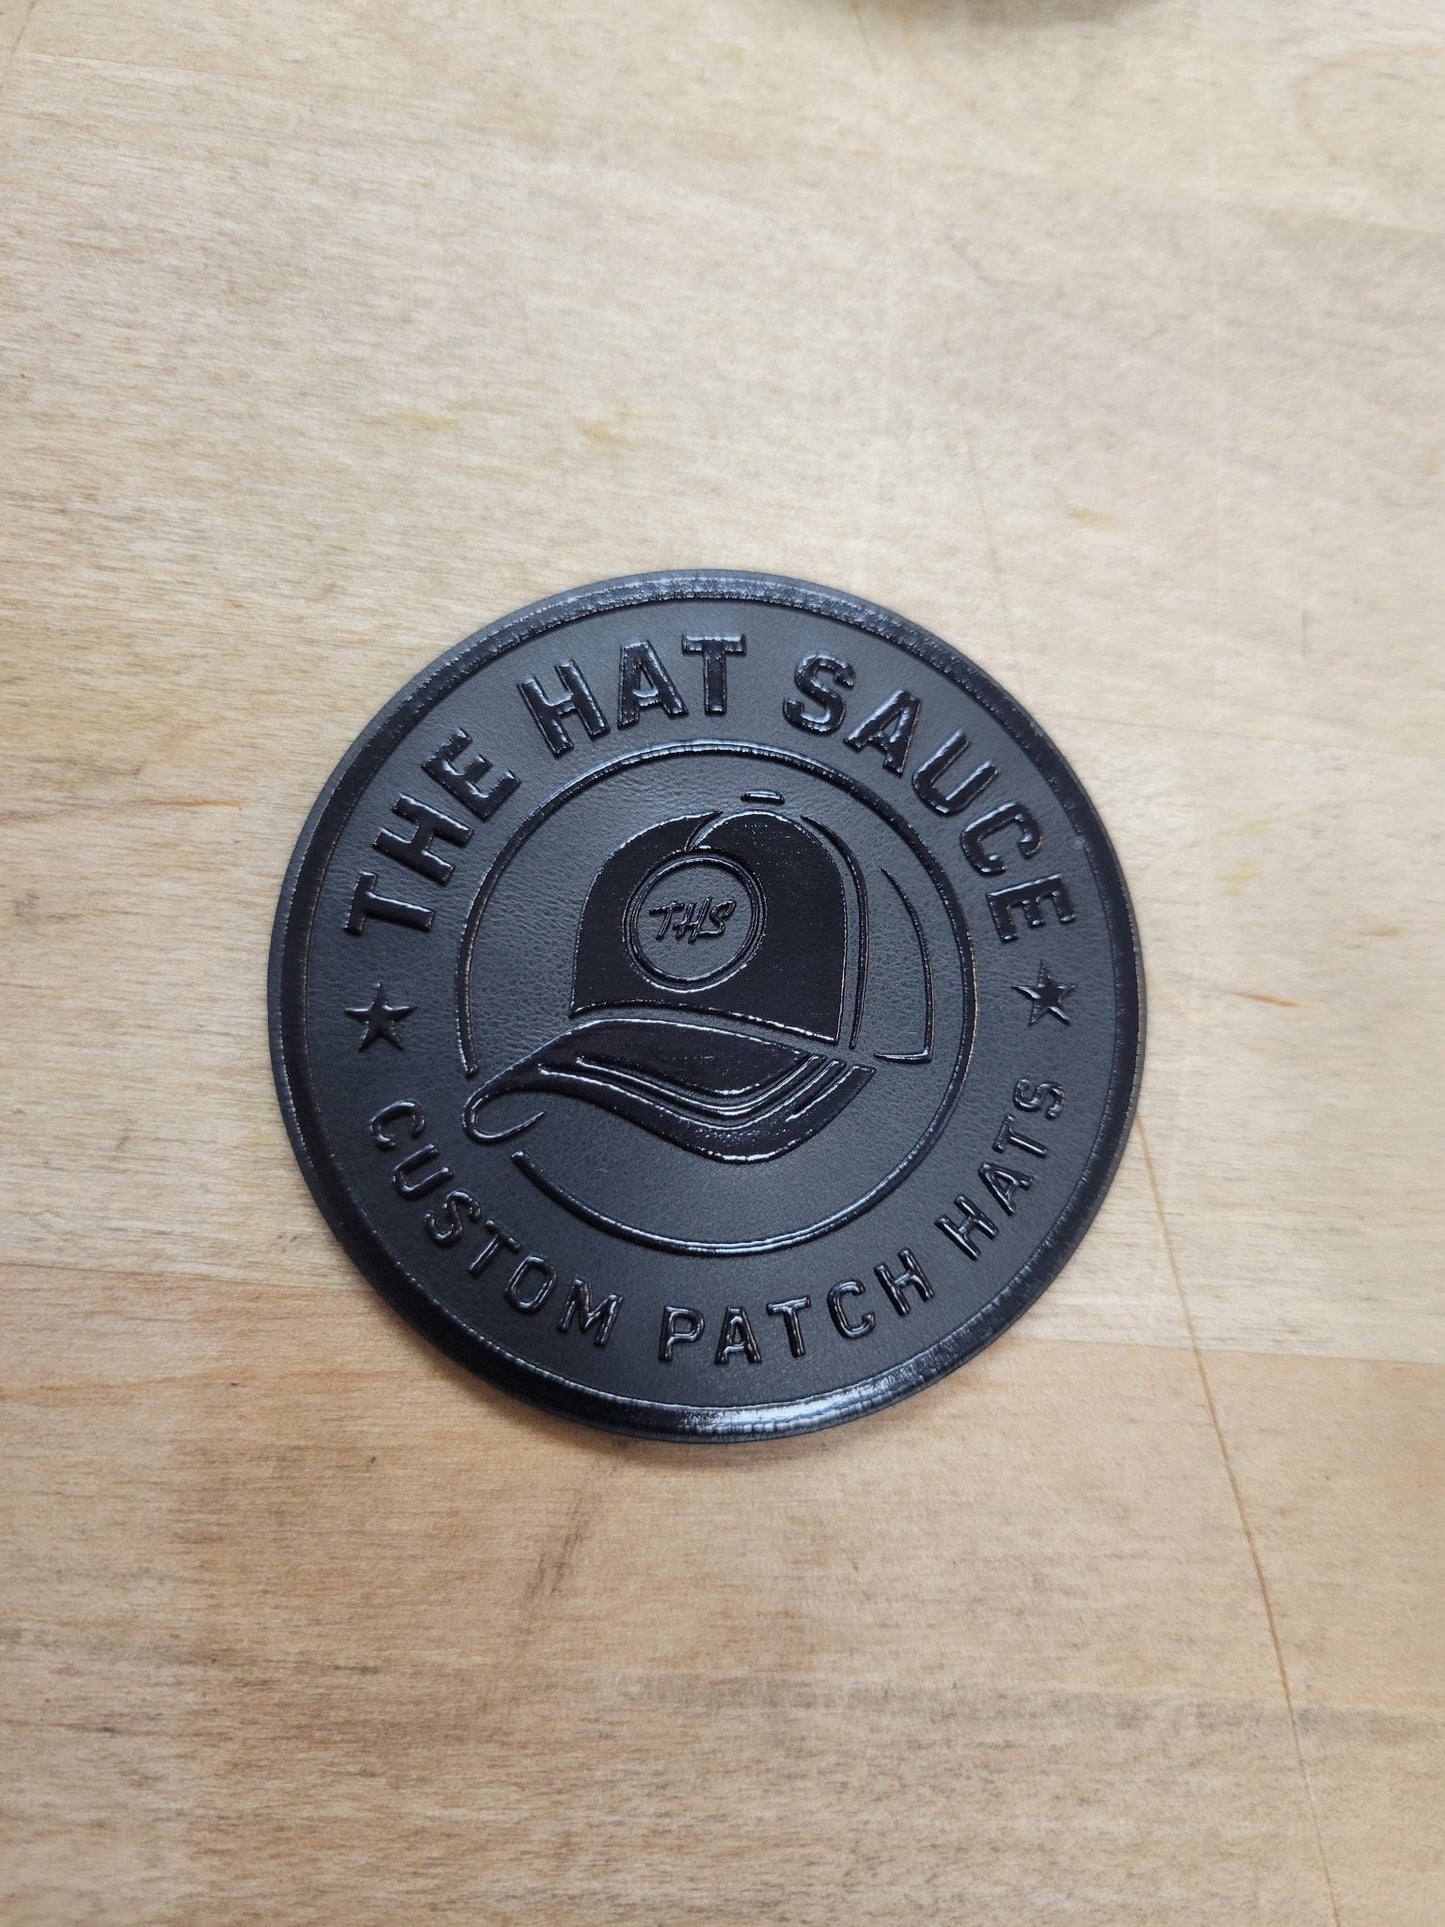 THE HAT SAUCE
THS
CUSTOM PATCH HATS